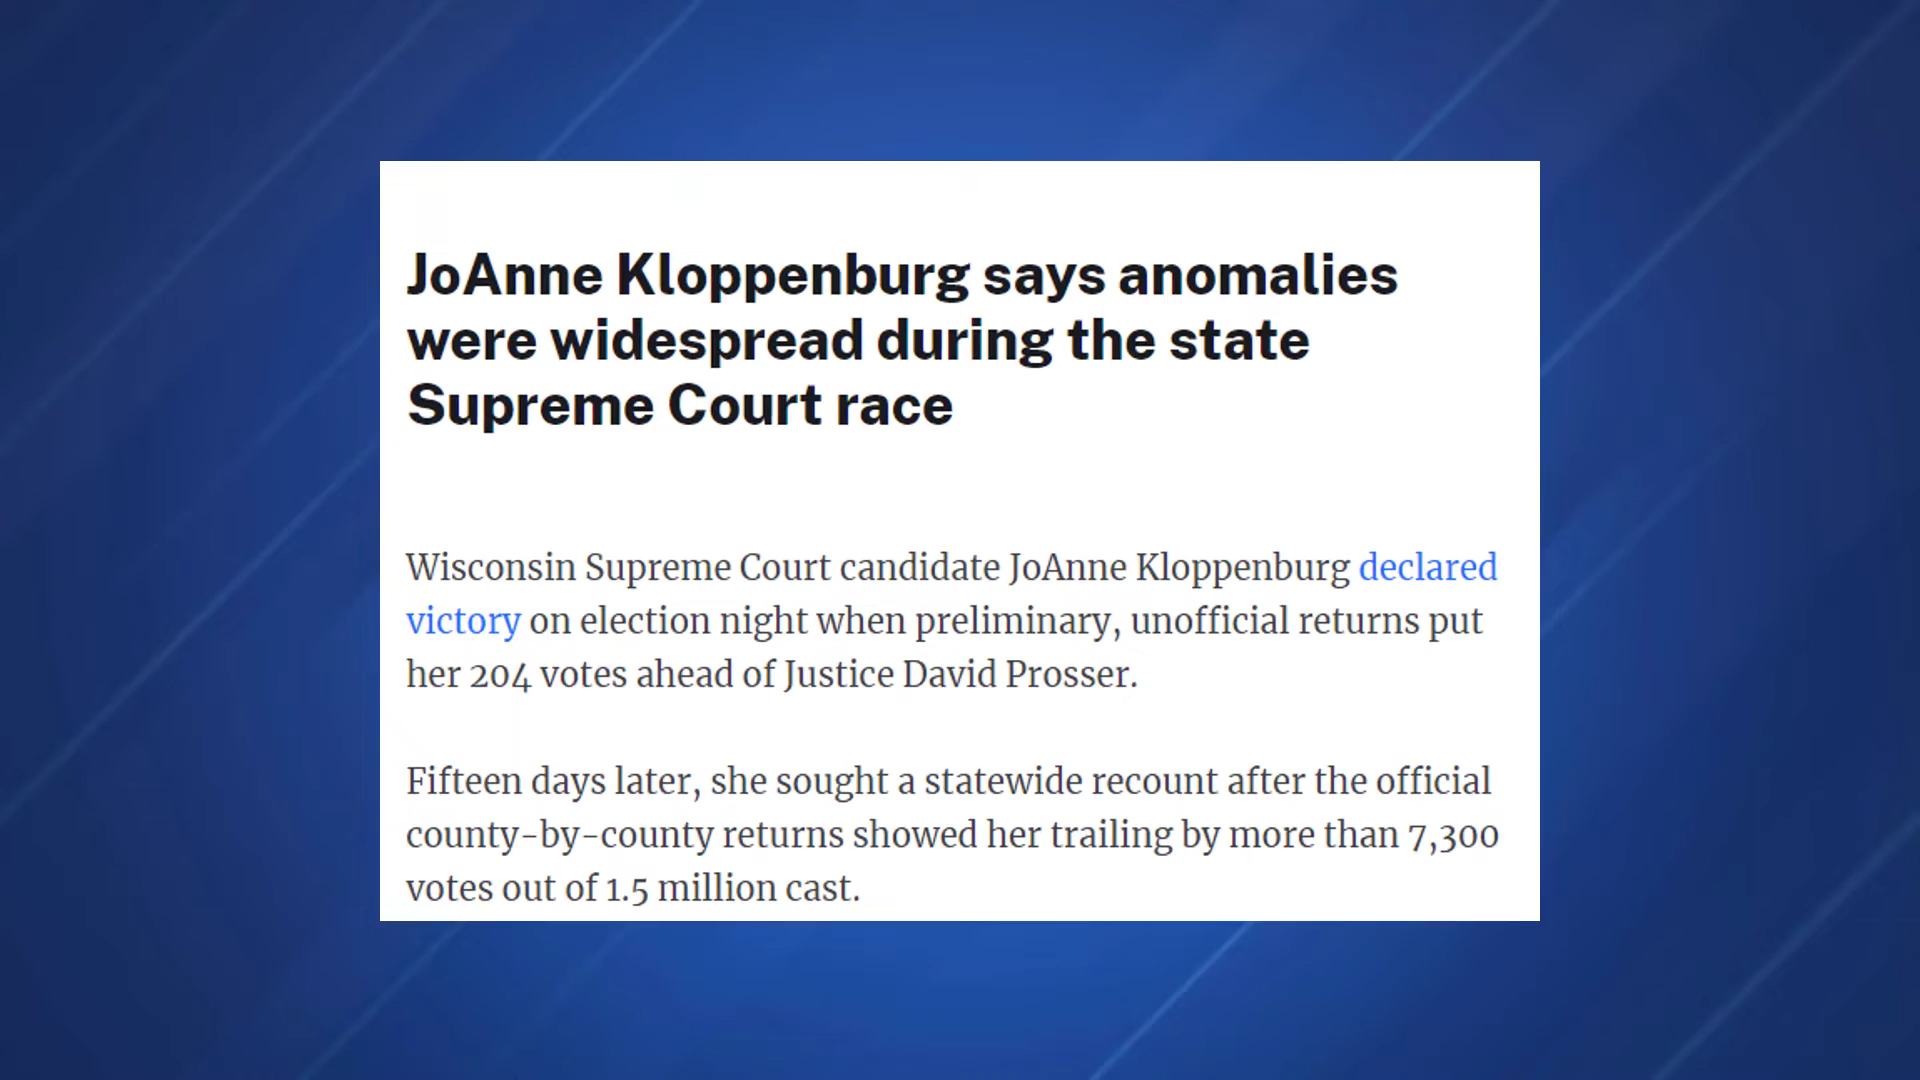 JoAnne Kloppenburg says anomalies
were widespread during the state
Supreme Court race
Wisconsin Supreme Court candidate JoAnne Kloppenburg declared
victory on election night when preliminary, unofficial returns put
her 204 votes ahead of Justice David Prosser.
Fifteen days later, she sought a statewide recount after the official
county-by-county returns showed her trailing by more than 7,300
votes out of 1.5 million cast.